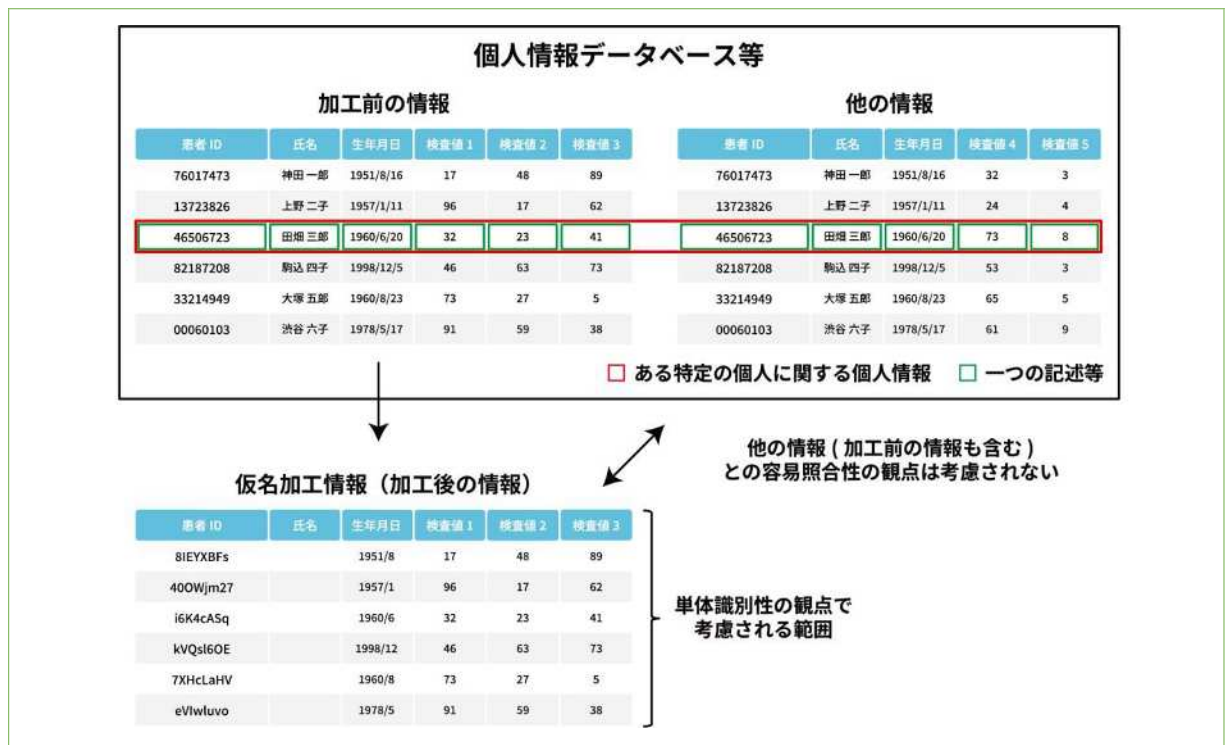 個人情報データベース等
加工前の情報
患者 ID 氏名 生年月日 検査値 1 検査値 2 検査値 3
76017473 神田 一郎 1951/8/16 17 48 89
13723826 上野 二子 1957/1/11 96 17 62
46506723 田畑 三郎 1960/6/20 32 23 41
82187208 駒込 四子 1998/12/5 46 63 73
33214949 大塚 五郎 1960/8/23 73 27 5
00060103 渋谷 六子 1978/5/17 91 59 38
他の情報
患者 ID 氏名 生年月日 検査値 4 検査値 5
76017473 神田 一郎 1951/8/16 32 3
13723826 上野 二子 1957/1/11 24 4
46506723 田畑 三郎 1960/6/20 73 8
82187208 駒込 四子 1998/12/5 53 3
33214949 大塚 五郎 1960/8/23 65 5
00060103 渋谷 六子 1978/5/17 61 9
ある特定の個人に関する個人情報 一つの記述等
他の情報 ( 加工前の情報も含む )
との容易照合性の観点は考慮されない
仮名加工情報（加工後の情報）
患者 ID 氏名 生年月日 検査値 1 検査値 2 検査値 3
8IEYXBFs 1951/8 17 48 89
40OWjm27 1957/1 96 17 62
i6K4cASq 1960/6 32 23 41
kVQsl6OE 1998/12 46 63 73
7XHcLaHV 1960/8 73 27 5
eVIwluvo 1978/5 91 59 38
単体識別性の観点で
考慮される範囲